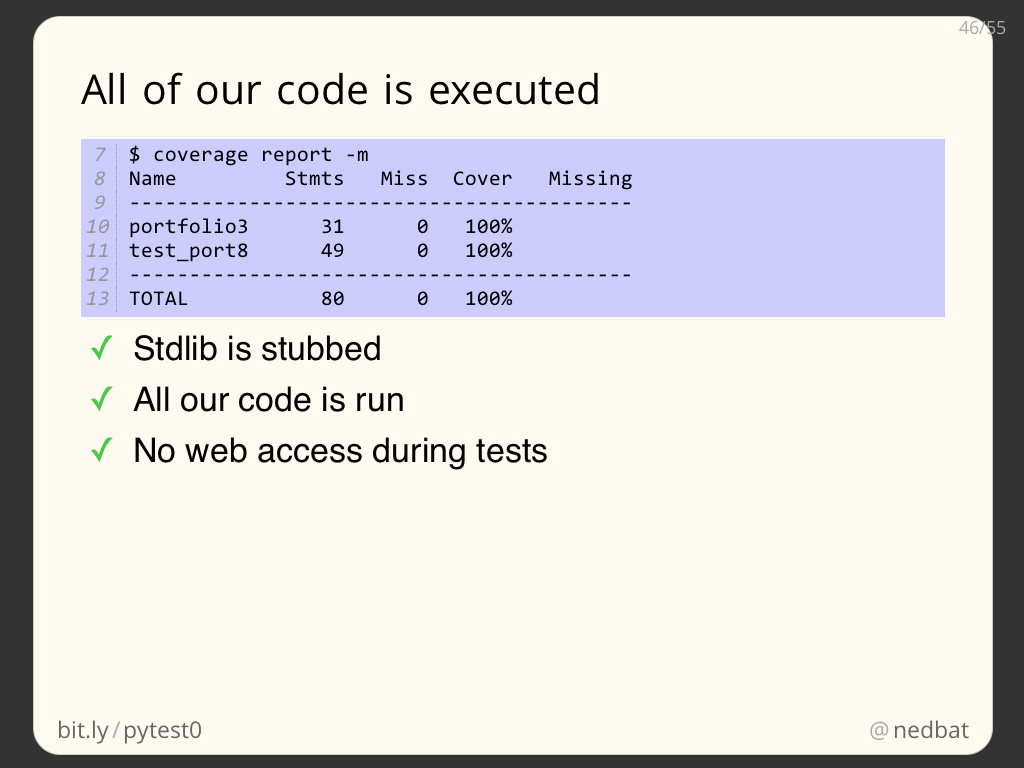 46/55
All of our code is executed
7 $ coverage report -m
8 Name         Stmts   Miss  Cover   Missing
9 ------------------------------------------
10 portfolio3      31      0   100%
11 test_port8      49      0   100%
12 ------------------------------------------
13 TOTAL           80      0   100%
✓ Stdlib is stubbed
✓ All our code is run
✓ No web access during tests
bit.ly/pytest0 @nedbat